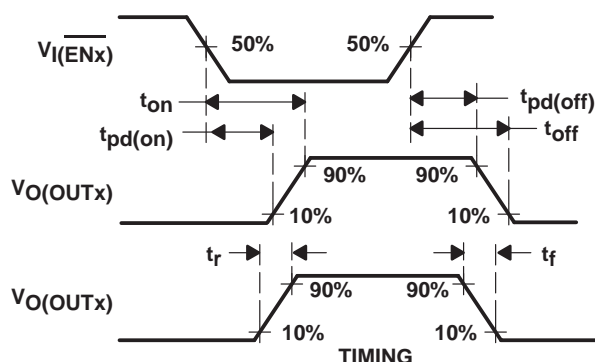 VI(ENx)
50%
50%
ton
tpd(off)
tpd(on)
toff
VO(OUTx)
90%
90%
10%
10%
tr
tf
VO(OUTx)
90%
90%
10%
10%
TIMING